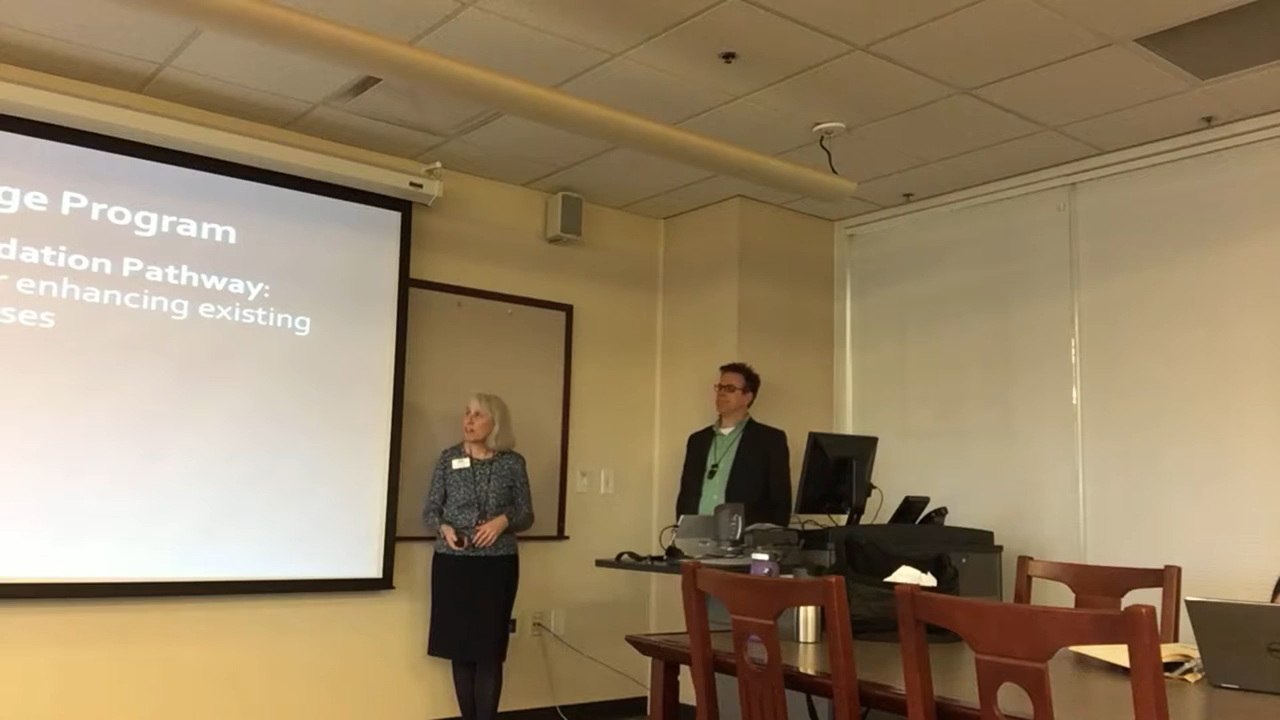 ge Program
dation Pathway:
r enhancing existing
ses